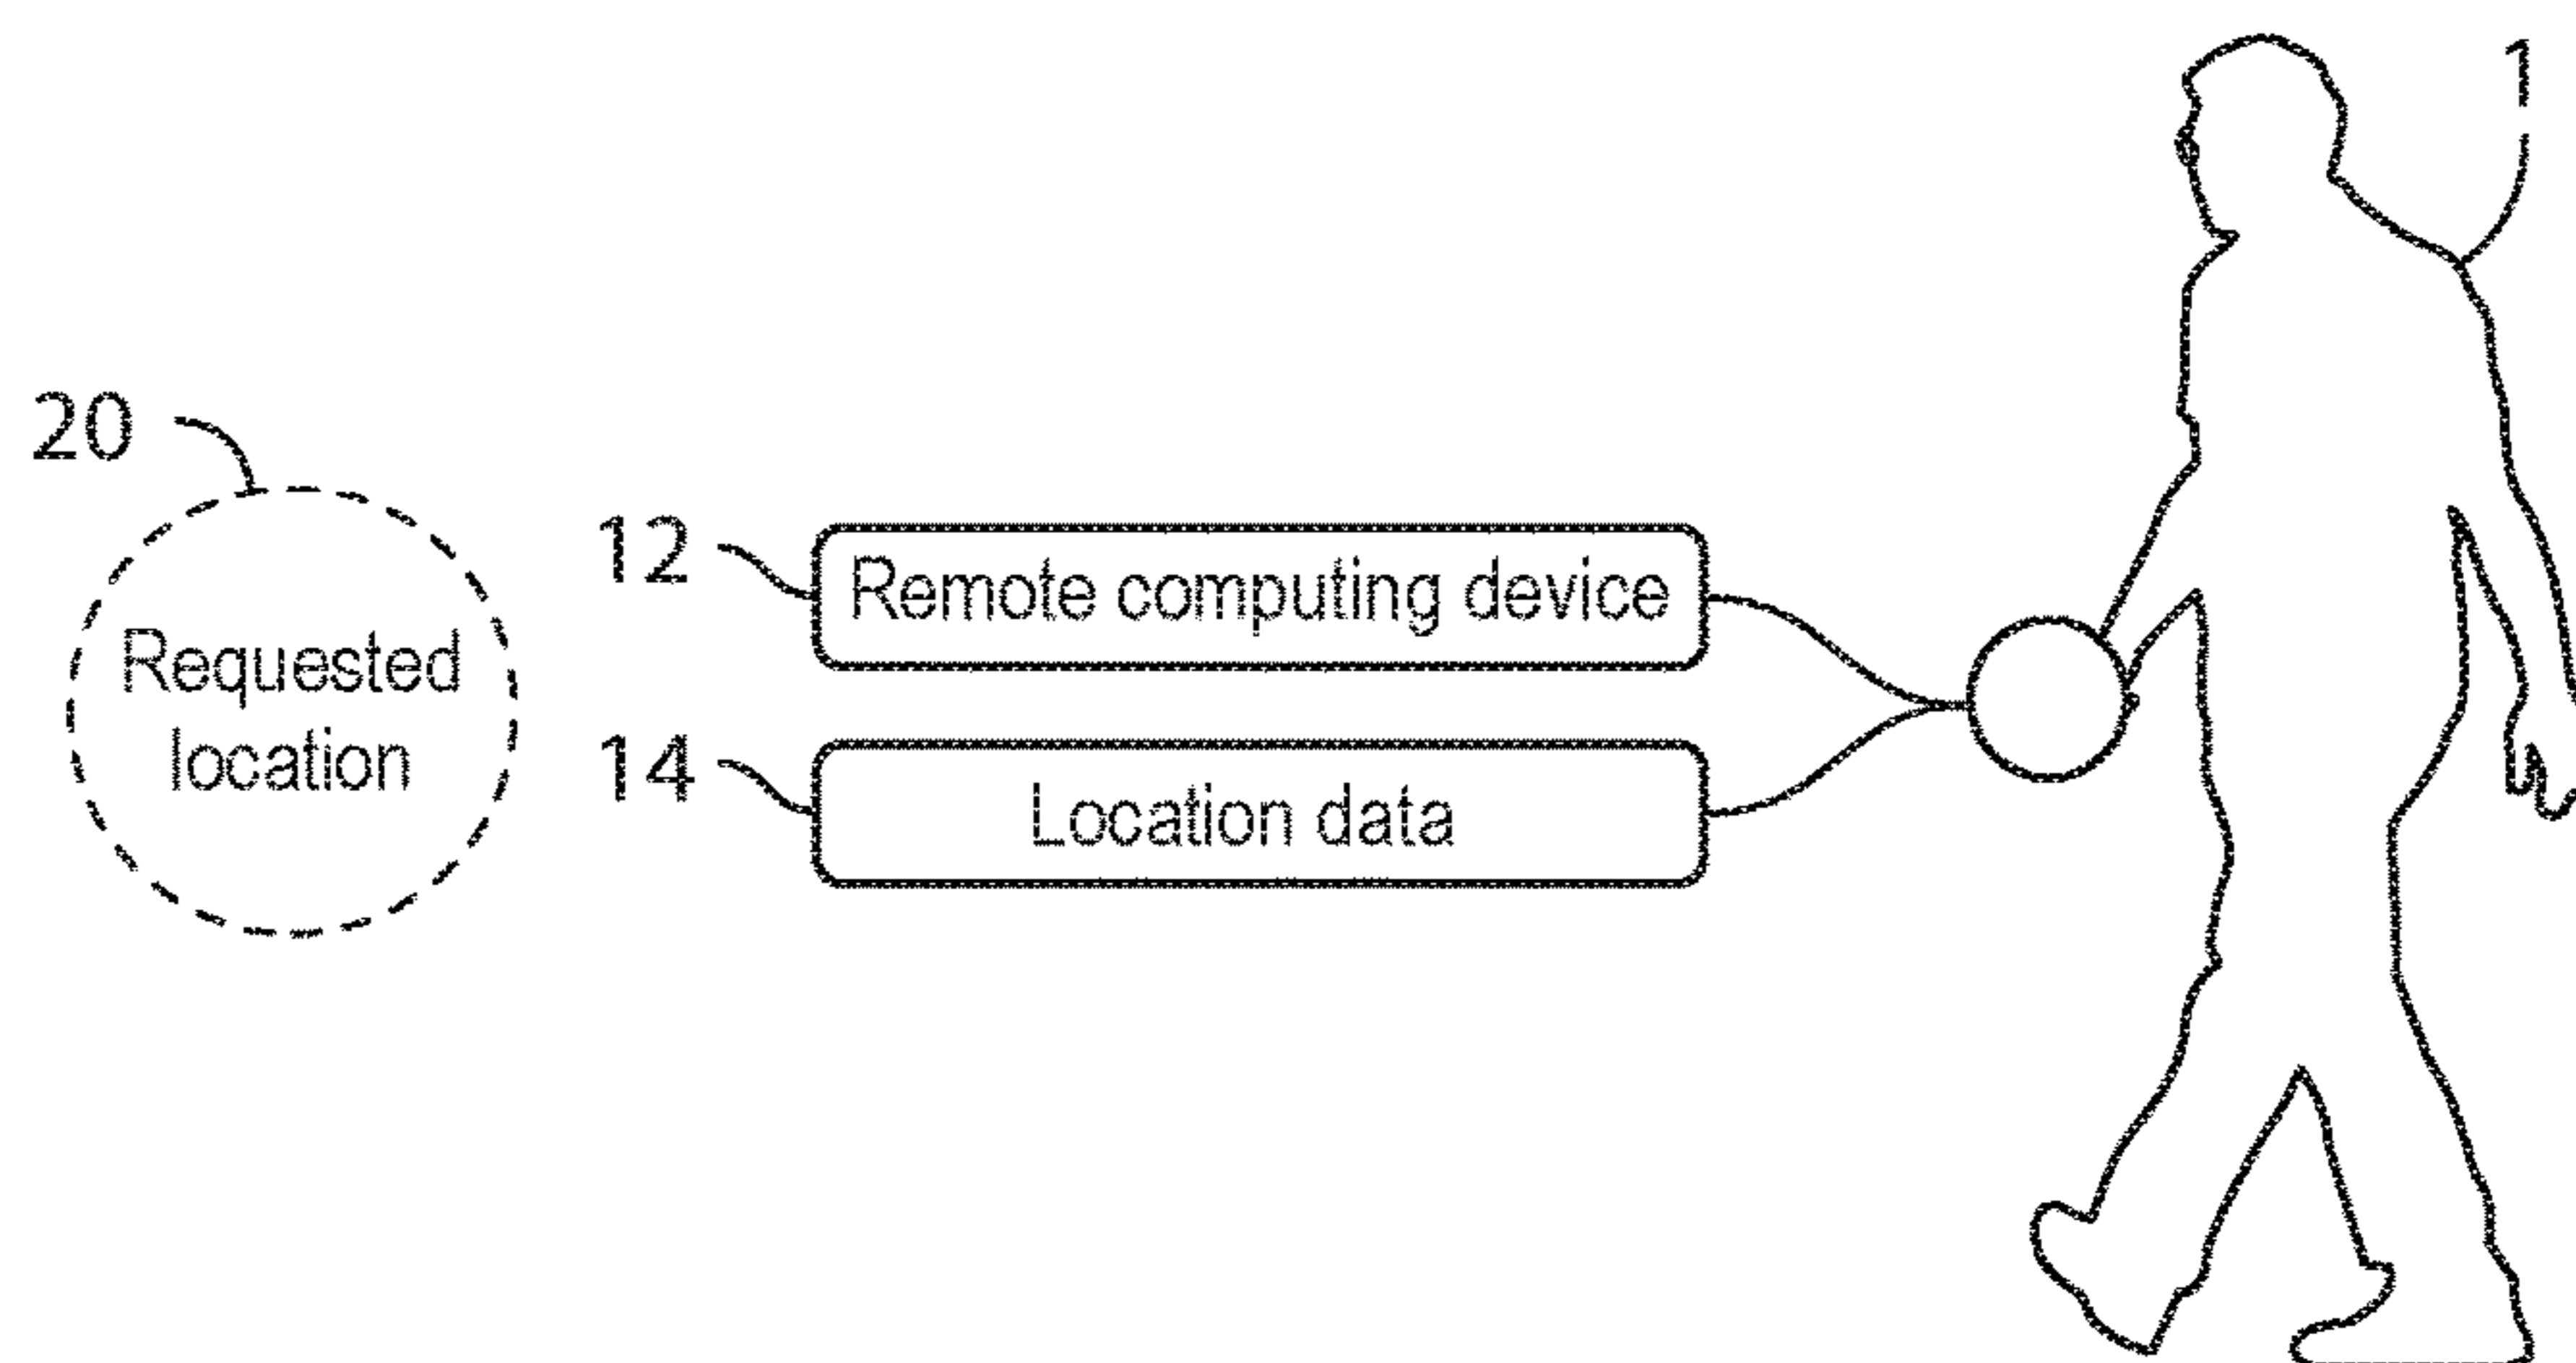 1
20
12
Remote computing device
Requested
location
14
Location data